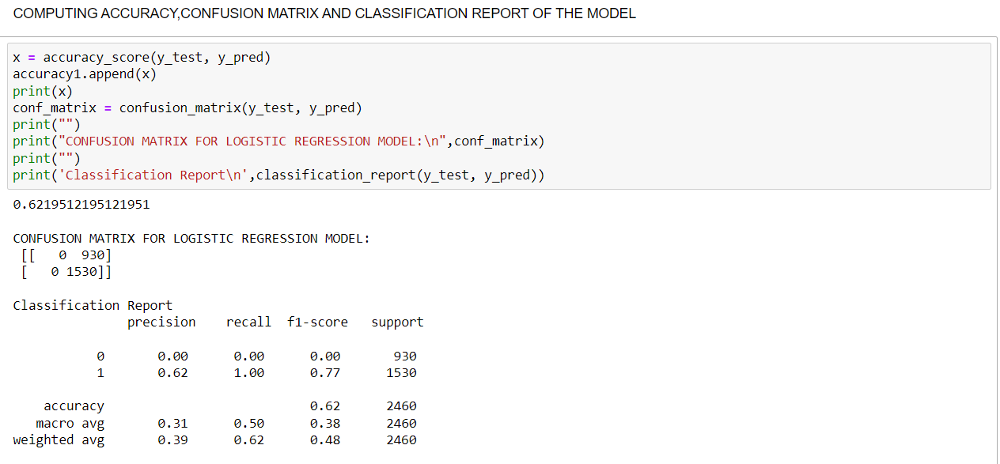 COMPUTING ACCURACY,CONFUSION MATRIX AND CLASSIFICATION REPORT OF THE MODEL
x = accuracy_score(y_test, y_pred)
accuracy1.append(x)
print(x)
conf_matrix = confusion_matrix(y_test, y_pred)
print("")
print("CONFUSION MATRIX FOR LOGISTIC REGRESSION MODEL:\n",conf_matrix)
print("")
print('Classification Report\n',classification_report(y_test, y_pred))
0.6219512195121951
CONFUSION MATRIX FOR LOGISTIC REGRESSION MODEL:
[[   0  930]
[   0 1530]]
Classification Report
precision    recall  f1-score   support
0       0.00      0.00      0.00       930
1       0.62      1.00      0.77      1530
accuracy                           0.62      2460
macro avg       0.31      0.50      0.38      2460
weighted avg       0.39      0.62      0.48      2460